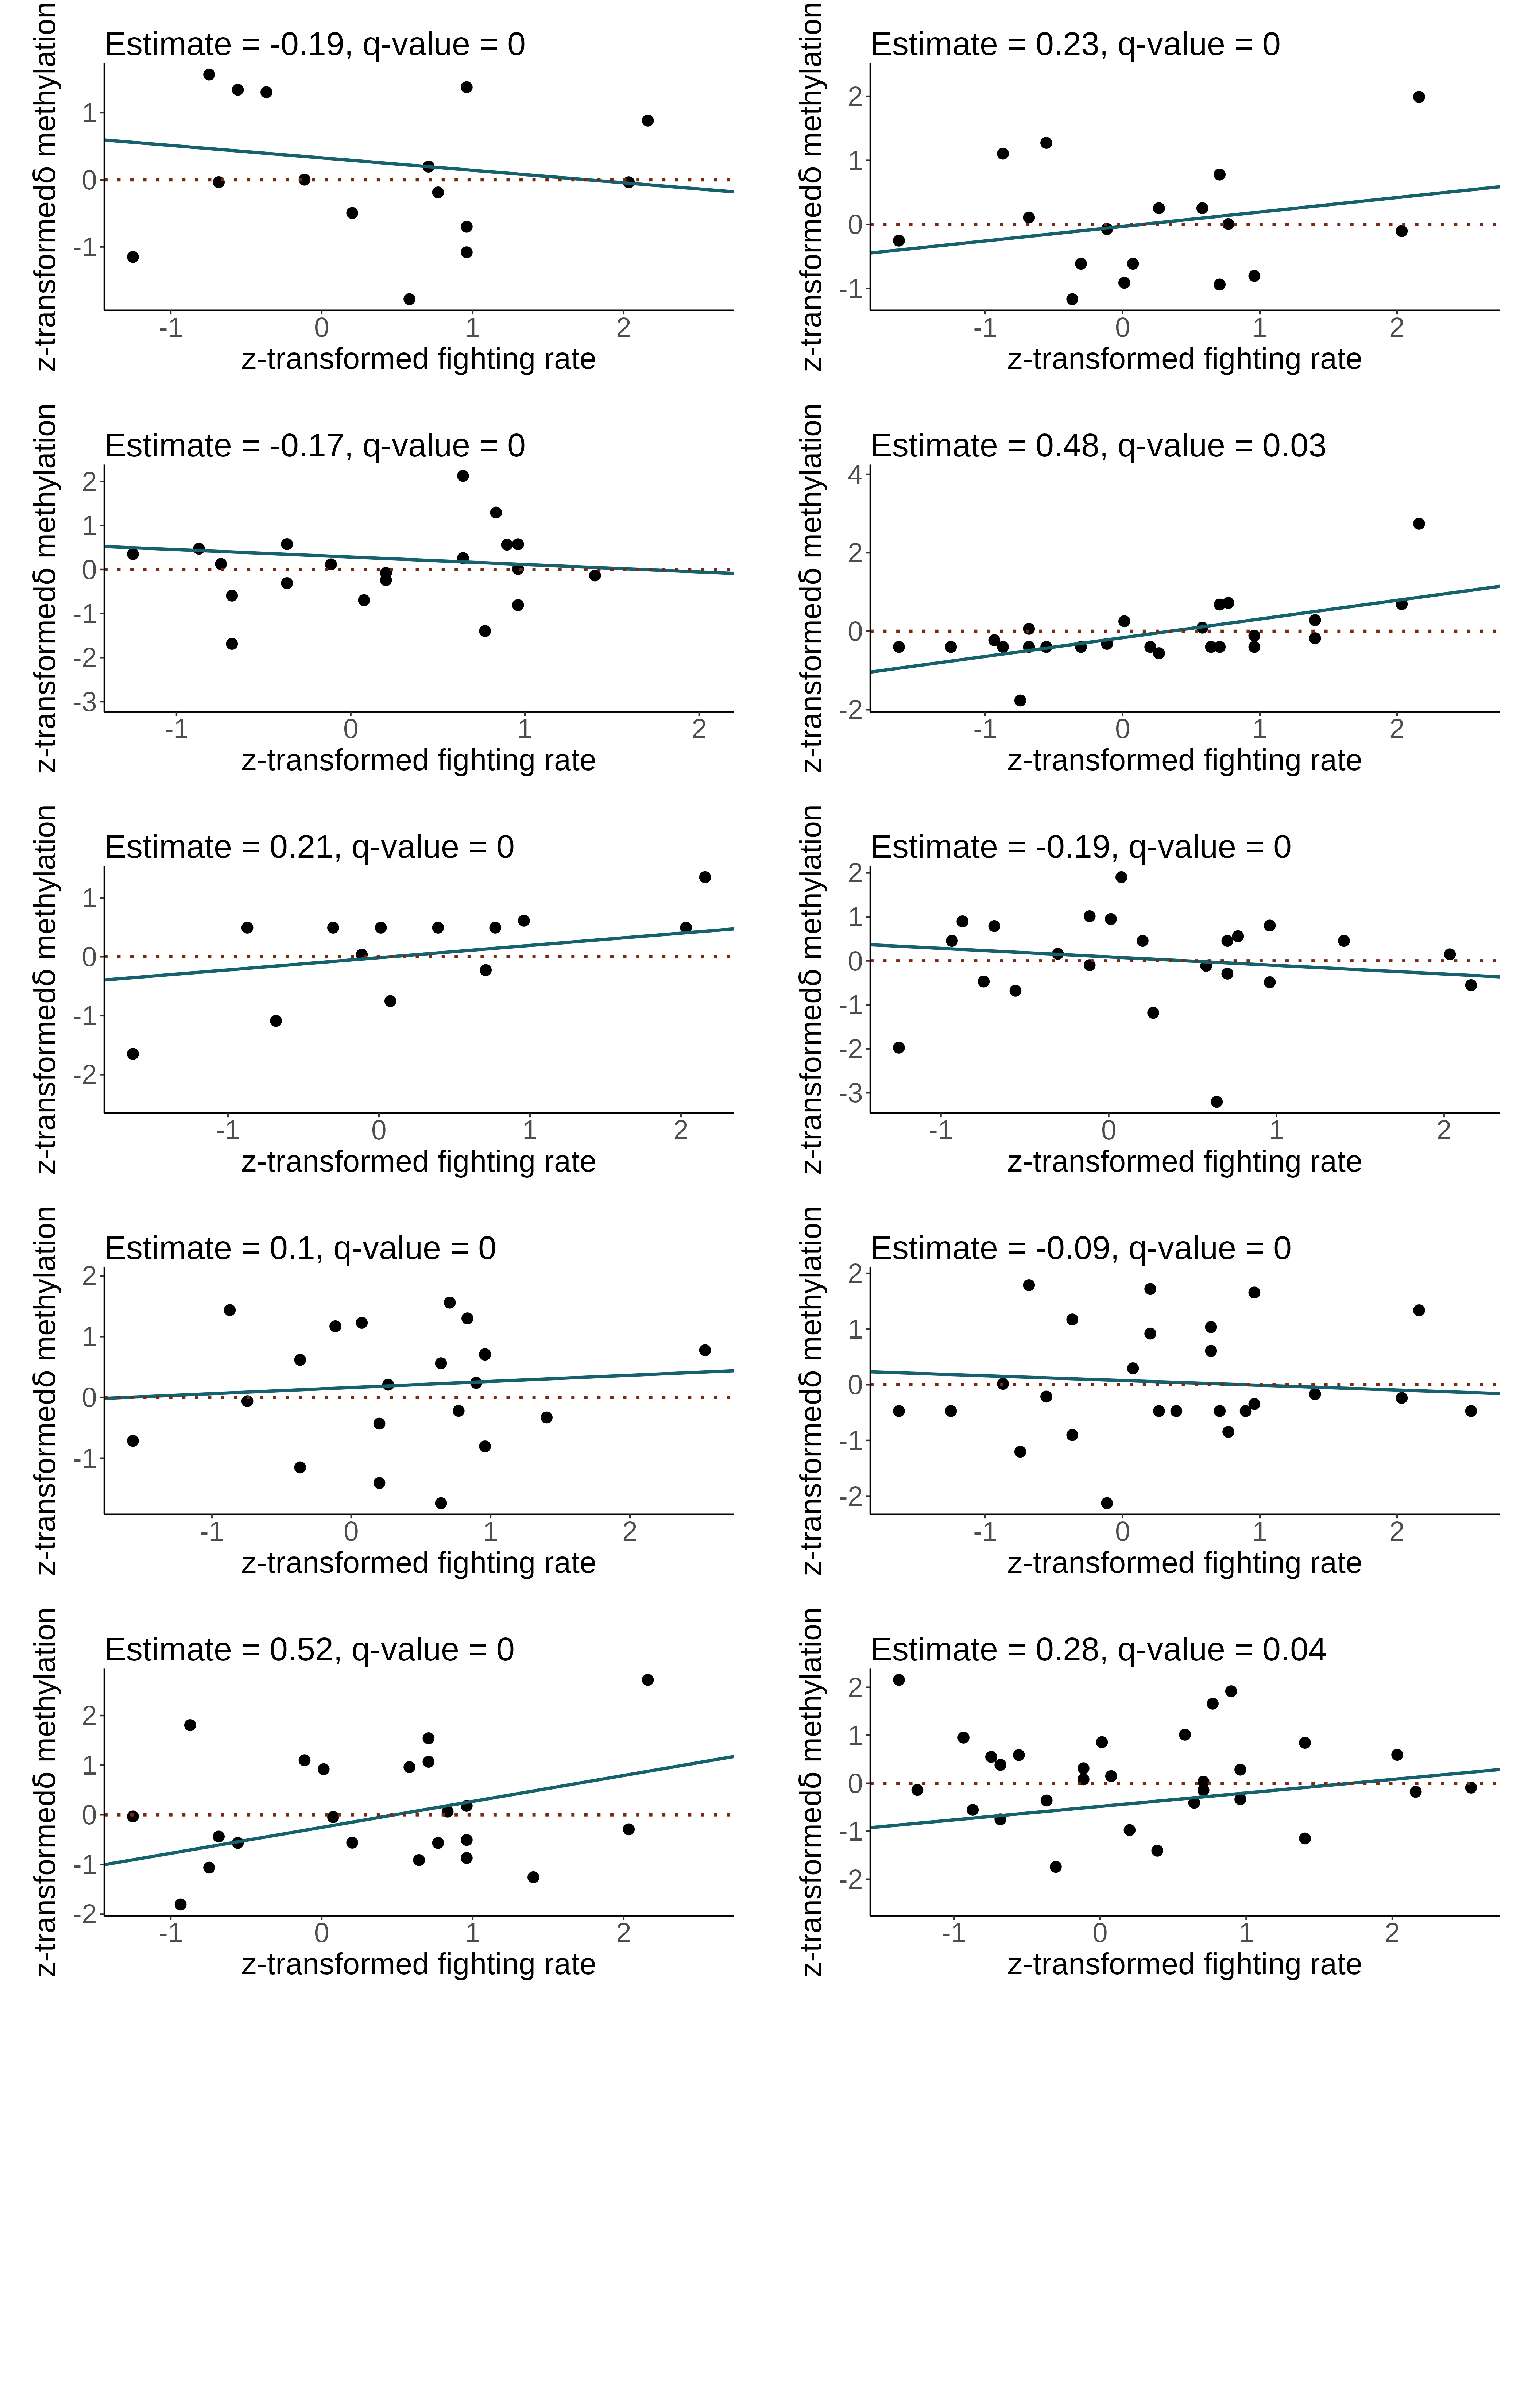 Estimate = -0.19, q-value = 0
z-transformedδ methylation
1
0
-1
-1
0
1
2
z-transformed fighting rate
Estimate = 0.23, q-value = 0
z-transformedδ methylation
2
1
0
-1
-1
0
1
2
z-transformed fighting rate
Estimate = -0.17, q-value = 0
z-transformedδ methylation
2
1
0
-1
-2
-3
-1
0
1
2
z-transformed fighting rate
Estimate = 0.48, q-value = 0.03
z-transformedδ methylation
4
2
0
-2
-1
0
1
2
z-transformed fighting rate
Estimate = 0.21, q-value = 0
z-transformedδ methylation
1
0
-1
-2
-1
0
1
2
z-transformed fighting rate
Estimate = -0.19, q-value = 0
z-transformedδ methylation
2
1
0
-1
-2
-3
-1
0
1
2
z-transformed fighting rate
Estimate = 0.1, q-value = 0
z-transformedδ methylation
2
1
0
-1
-1
0
1
2
z-transformed fighting rate
Estimate = -0.09, q-value = 0
z-transformedδ methylation
2
1
0
-1
-2
-1
0
1
2
z-transformed fighting rate
Estimate = 0.52, q-value = 0
z-transformedδ methylation
2
1
0
-1
-2
-1
0
1
2
z-transformed fighting rate
Estimate = 0.28, q-value = 0.04
z-transformedδ methylation
2
1
0
-1
-2
-1
0
1
2
z-transformed fighting rate